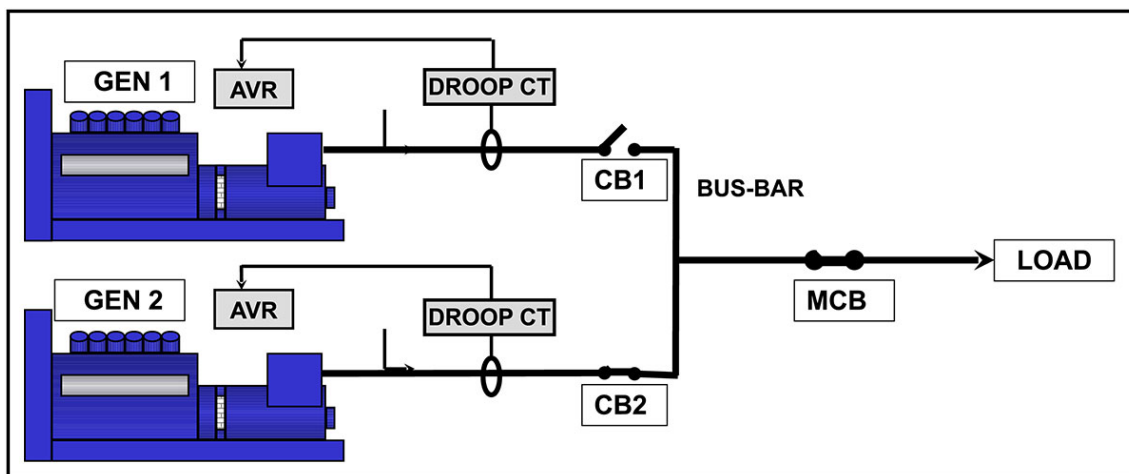 GEN 1
AVR
DROOP CT
CB1
BUS-BAR
LOAD
MCB
GEN 2
AVR
DROOP CT
CB2